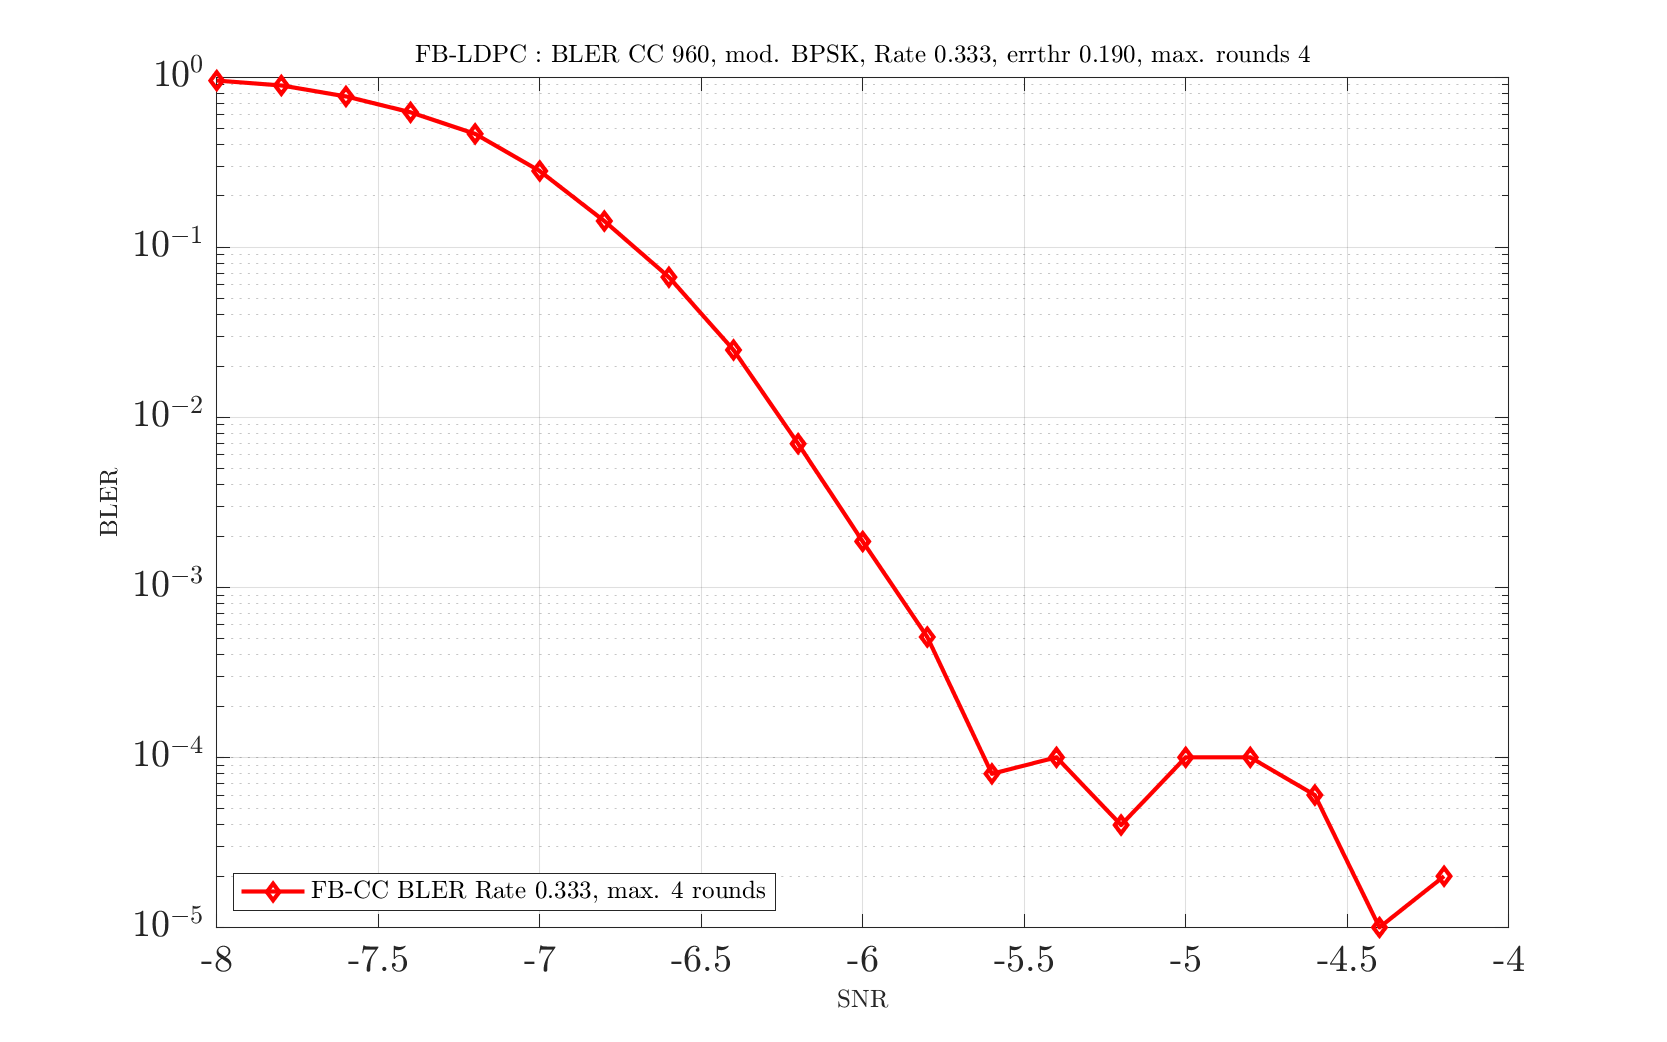 FB-LDPC : BLER CC 960, mod. BPSK, Rate 0.333, errthr 0.190, max. rounds 4
10^0
10^-1
10^-2
10^-3
10^-4
10^-5
BLER
FB-CC BLER Rate 0.333, max. 4 rounds
-8 -7.5 -7 -6.5 -6 -5.5 -5 -4.5 -4
SNR